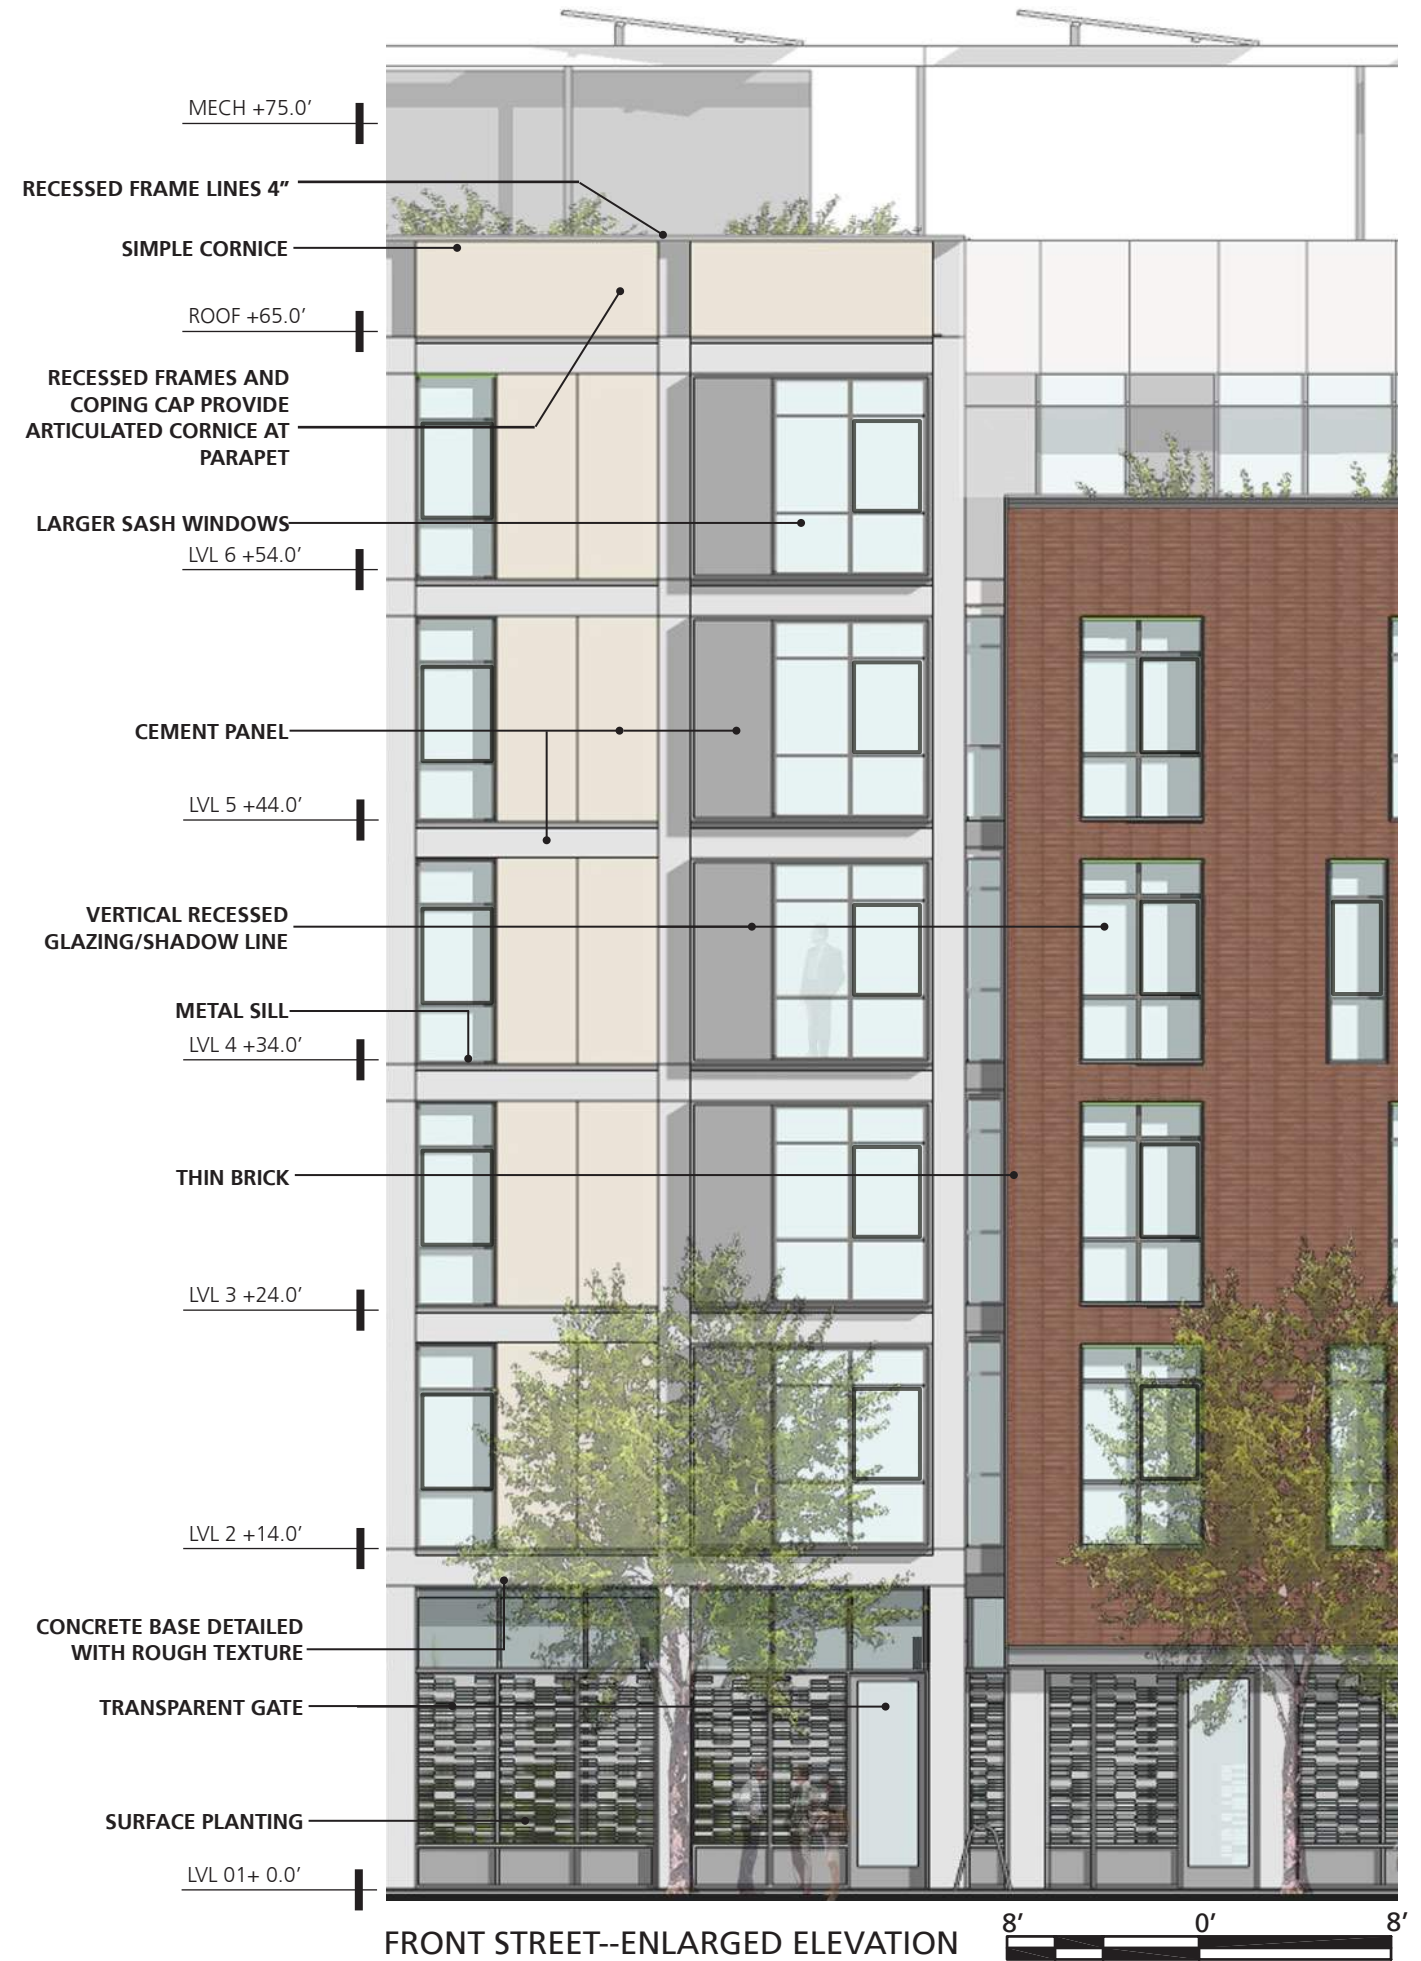 MECH +75.0’
RECESSED FRAME LINES 4”
SIMPLE CORNICE
ROOF +65.0’
RECESSED FRAMES AND
COPING CAP PROVIDE
ARTICULATED CORNICE AT
PARAPET
LARGER SASH WINDOWS
LVL 6 +54.0’
CEMENT PANEL
LVL 5 +44.0’
VERTICAL RECESSED
GLAZING/SHADOW LINE
METAL SILL
LVL 4 +34.0’
THIN BRICK
LVL 3 +24.0’
LVL 2 +14.0’
CONCRETE BASE DETAILED
WITH ROUGH TEXTURE
TRANSPARENT GATE
SURFACE PLANTING
LVL 01+ 0.0’
FRONT STREET--ENLARGED ELEVATION
8’ 0’ 8’